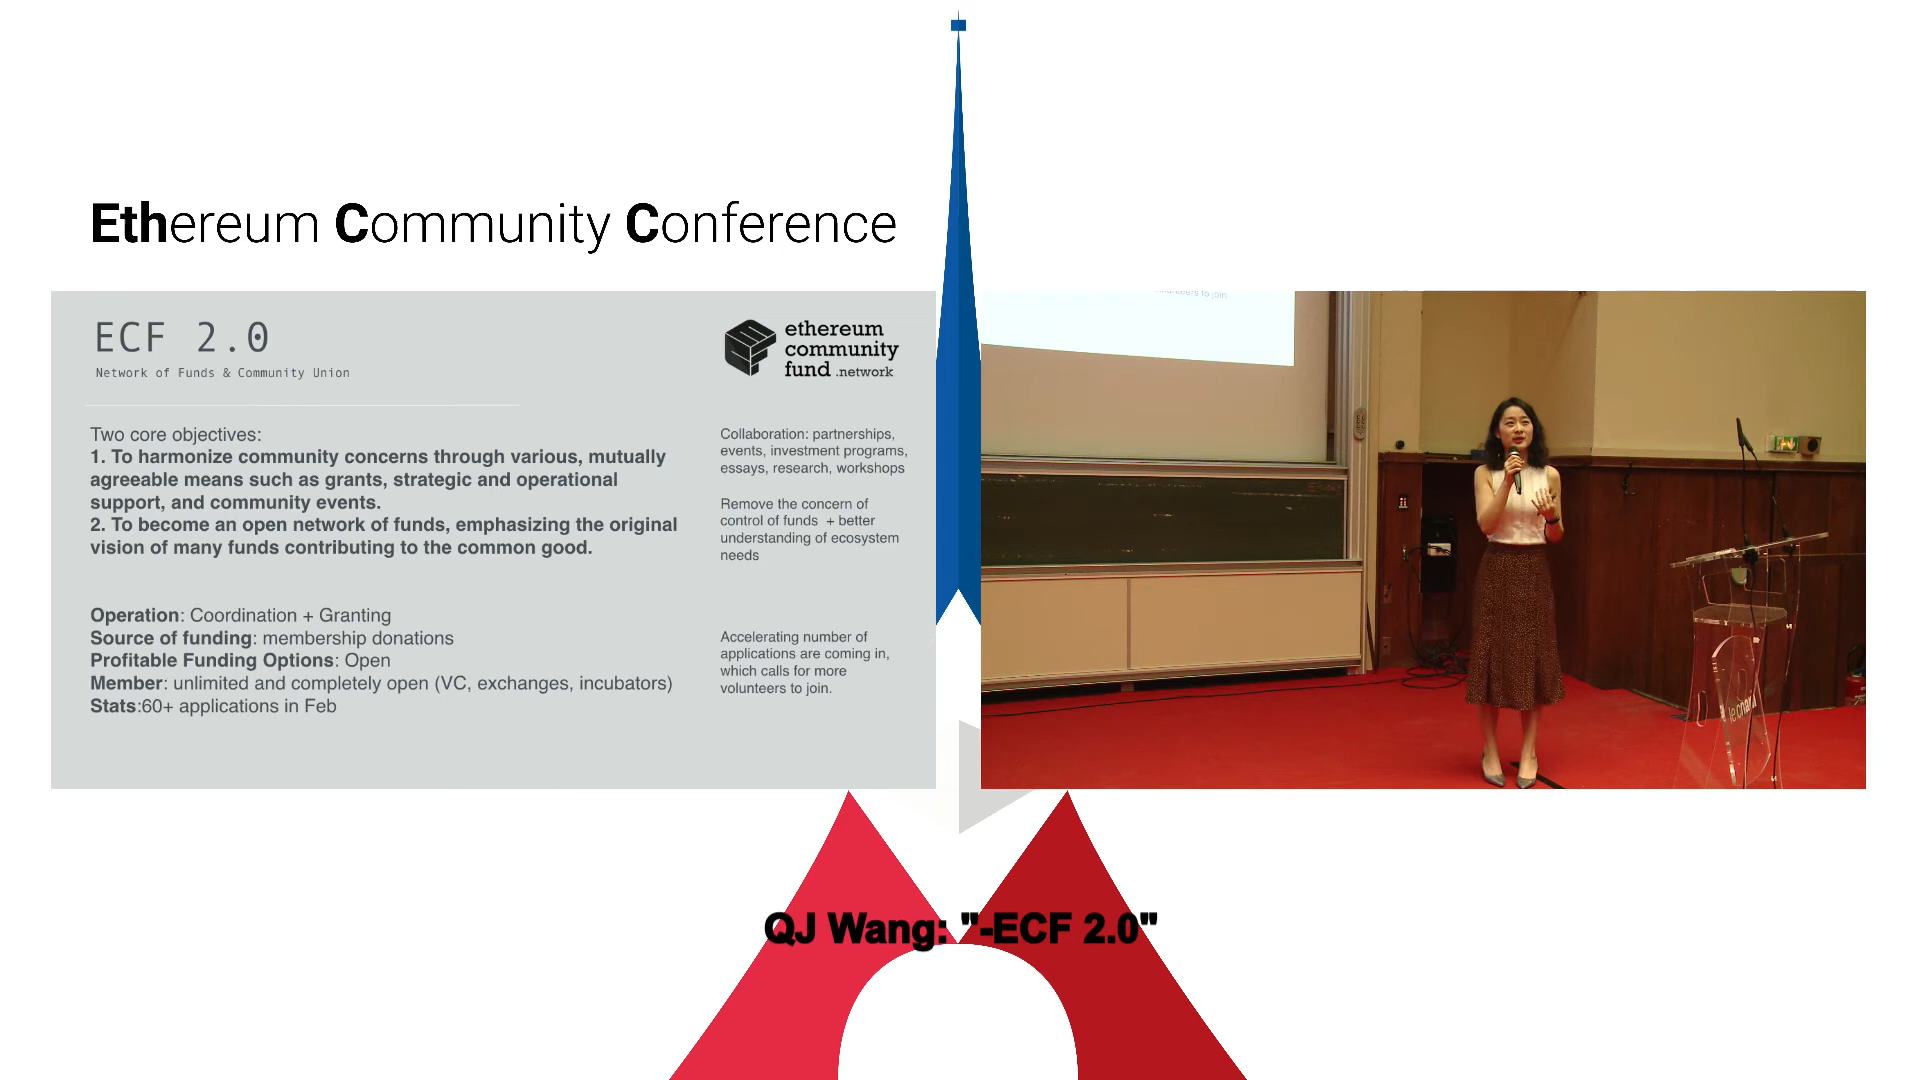 Ethereum Community Conference
ECF 2.0
Network of Funds & Community Union
ethereum
community
fund .network
Two core objectives:
1. To harmonize community concerns through various, mutually
agreeable means such as grants, strategic and operational
support, and community events.
2. To become an open network of funds, emphasizing the original
vision of many funds contributing to the common good.
Operation: Coordination + Granting
Source of funding: membership donations
Profitable Funding Options: Open
Member: unlimited and completely open (VC, exchanges, incubators)
Stats:60+ applications in Feb
Collaboration: partnerships,
events, investment programs,
essays, research, workshops
Remove the concern of
control of funds + better
understanding of ecosystem
needs
Accelerating number of
applications are coming in,
which calls for more
volunteers to join.
to join
le cnam
QJ Wang: "-ECF 2.0"